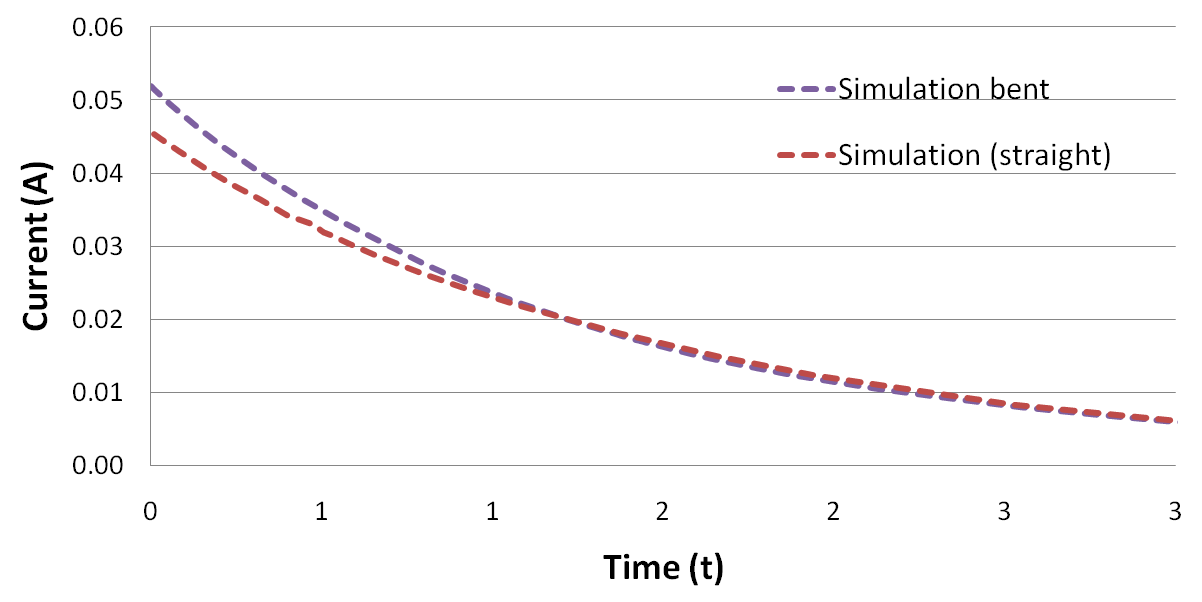 0.06
0.05
0.04
0.03
0.02
0.01
0.00
Current (A)
Simulation bent
Simulation (straight)
0 1 1 2 2 3 3
Time (t)